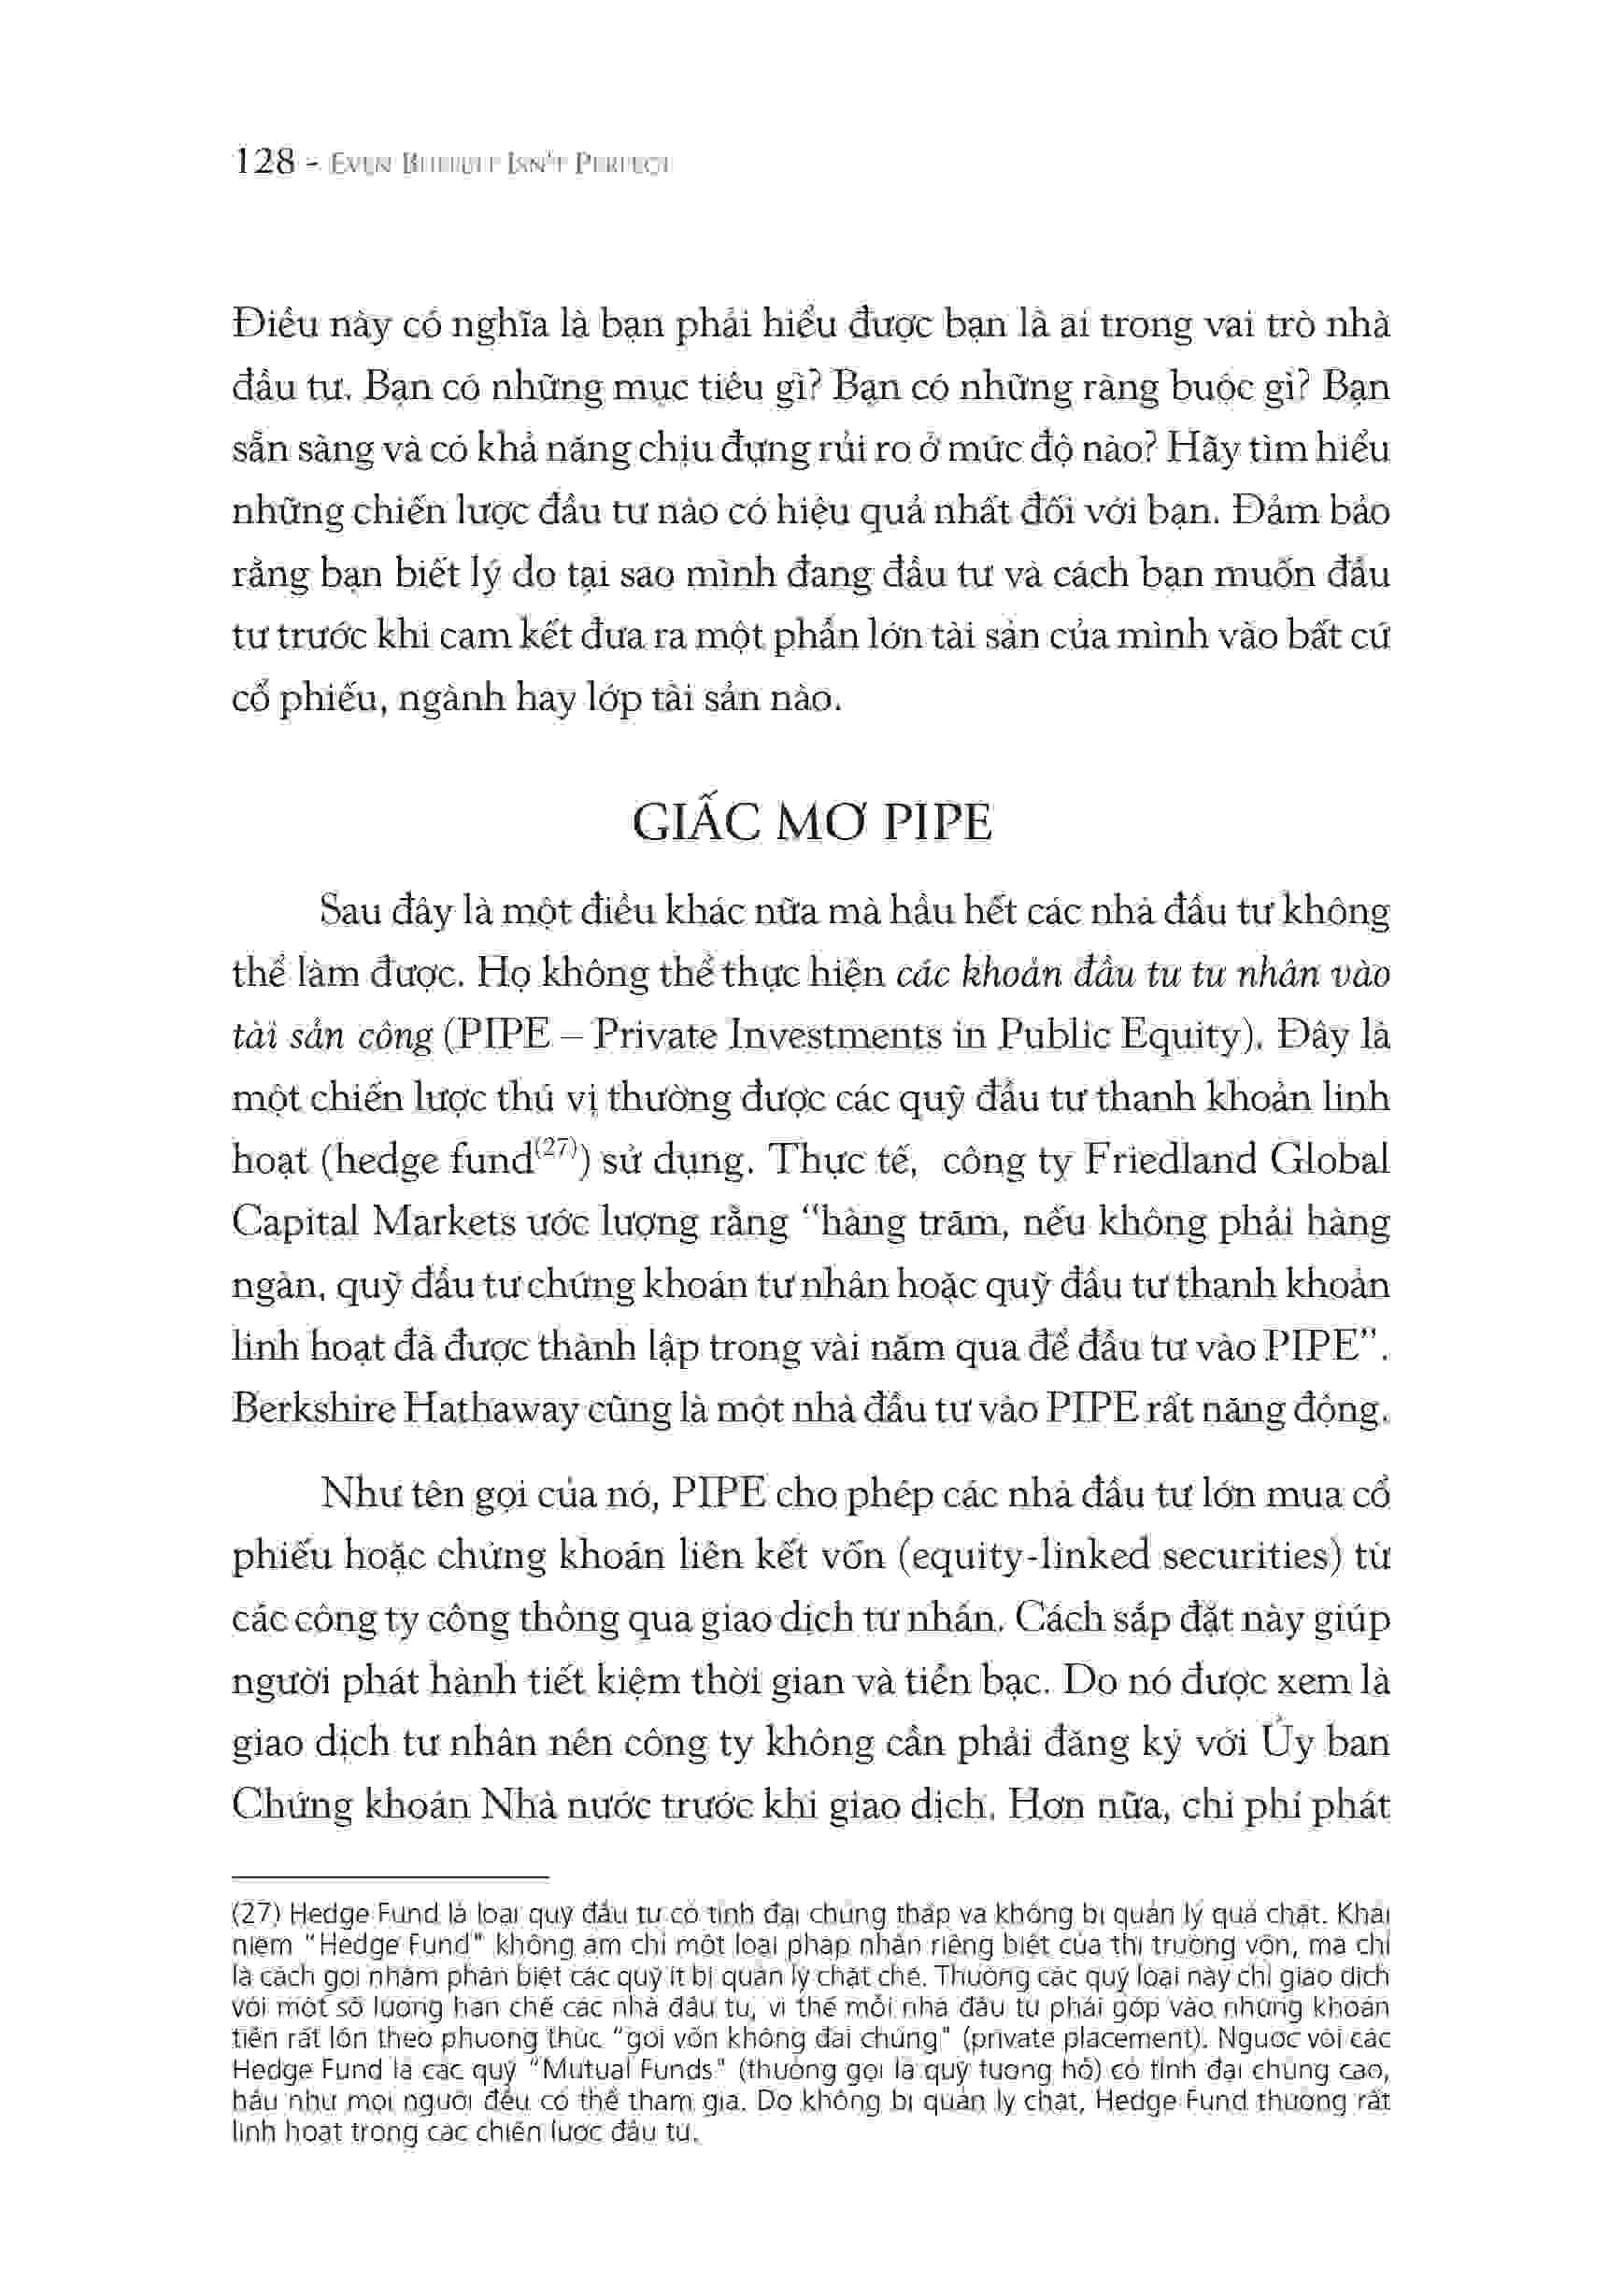 128 - EVEN BUFFETT ISN'T PERFECT
Điều này có nghĩa là bạn phải hiểu được bạn là ai trong vai trò nhà
đầu tư. Bạn có những mục tiêu gì? Bạn có những ràng buộc gì? Bạn
sẵn sàng và có khả năng chịu đựng rủi ro ở mức độ nào? Hãy tìm hiểu
những chiến lược đầu tư nào có hiệu quả nhất đối với bạn. Đảm bảo
rằng bạn biết lý do tại sao mình đang đầu tư và cách bạn muốn đầu
tư trước khi cam kết đưa ra một phần lớn tài sản của mình vào bất cứ
cổ phiếu, ngành hay lớp tài sản nào.
GIẤC MƠ PIPE
Sau đây là một điều khác nữa mà hầu hết các nhà đầu tư không
thể làm được. Họ không thể thực hiện các khoản đầu tư tư nhân vào
tài sản công (PIPE – Private Investments in Public Equity). Đây là
một chiến lược thú vị thường được các quỹ đầu tư thanh khoản linh
hoạt (hedge fund(27)) sử dụng. Thực tế, công ty Friedland Global
Capital Markets ước lượng rằng “hàng trăm, nếu không phải hàng
ngàn, quỹ đầu tư chứng khoán tư nhân hoặc quỹ đầu tư thanh khoản
linh hoạt đã được thành lập trong vài năm qua để đầu tư vào PIPE”.
Berkshire Hathaway cũng là một nhà đầu tư vào PIPE rất năng động.
Như tên gọi của nó, PIPE cho phép các nhà đầu tư lớn mua cổ
phiếu hoặc chứng khoán liên kết vốn (equity-linked securities) từ
các công ty công thông qua giao dịch tư nhân. Cách sắp đặt này giúp
người phát hành tiết kiệm thời gian và tiền bạc. Do nó được xem là
giao dịch tư nhân nên công ty không cần phải đăng ký với Ủy ban
Chứng khoán Nhà nước trước khi giao dịch. Hơn nữa, chi phí phát
(27) Hedge Fund là loại quỹ đầu tư có tính đại chúng thấp và không bị quản lý quá chặt. Khái
niệm "Hedge Fund" không ám chỉ một loại pháp nhân riêng biệt của thị trường vốn, mà chỉ
là cách gọi nhằm phân biệt các quỹ ít bị quản lý chặt chẽ. Thường các quỹ loại này chỉ giao dịch
với một số lượng hạn chế các nhà đầu tư, vì thế mỗi nhà đầu tư phải góp vào những khoản
tiền rất lớn theo phương thức "gọi vốn không đại chúng" (private placement). Ngược với các
Hedge Fund là các quỹ "Mutual Funds" (thường gọi là quỹ tương hỗ) có tính đại chúng cao,
hầu như mọi người đều có thể tham gia. Do không bị quản lý chặt, Hedge Fund thường rất
linh hoạt trong các chiến lược đầu tư.